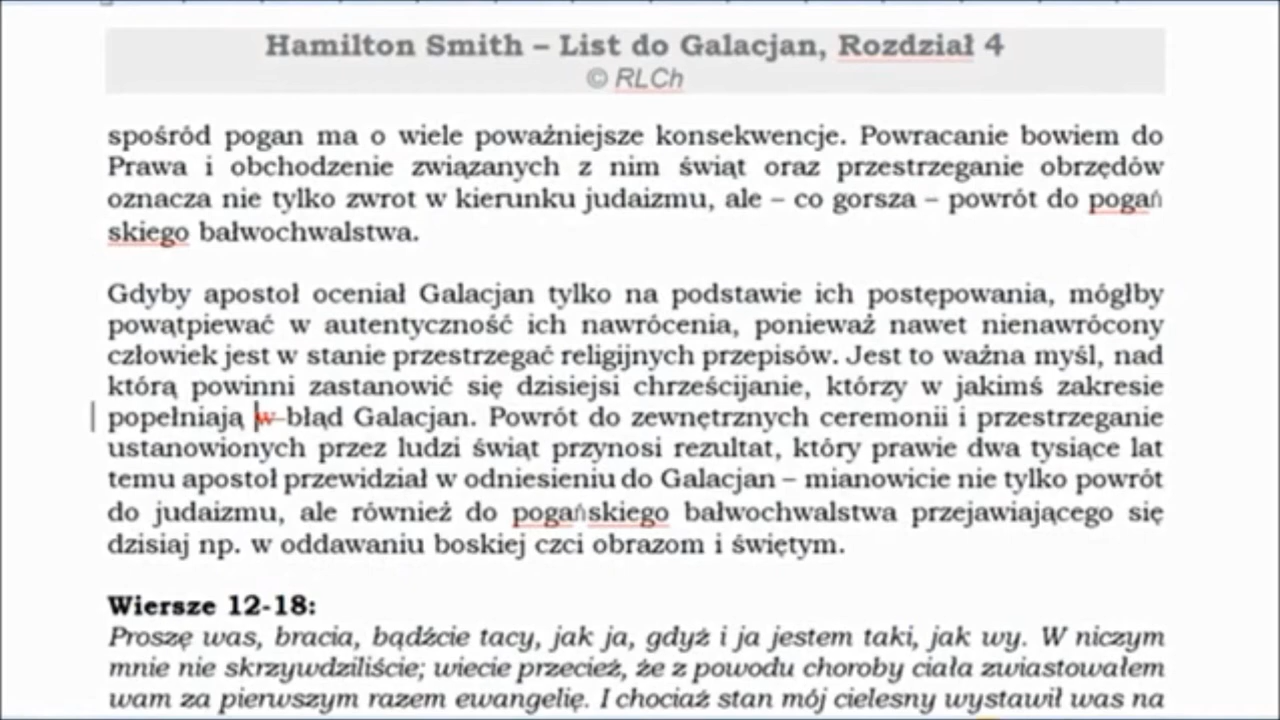 Hamilton Smith – List do Galacjan, Rozdział 4
© RLCh
spośród pogan ma o wiele poważniejsze konsekwencje. Powracanie bowiem do
Prawa i obchodzenie związanych z nim świąt oraz przestrzeganie obrzędów
oznacza nie tylko zwrot w kierunku judaizmu, ale – co gorsza – powrót do pogań
skiego bałwochwalstwa.
Gdyby apostoł oceniał Galacjan tylko na podstawie ich postępowania, mógłby
powątpiewać w autentyczność ich nawrócenia, ponieważ nawet nienawrócony
człowiek jest w stanie przestrzegać religijnych przepisów. Jest to ważna myśl, nad
którą powinni zastanowić się dzisiejsi chrześcijanie, którzy w jakimś zakresie
popełniają w błąd Galacjan. Powrót do zewnętrznych ceremonii i przestrzeganie
ustanowionych przez ludzi świąt przynosi rezultat, który prawie dwa tysiące lat
temu apostoł przewidział w odniesieniu do Galacjan – mianowicie nie tylko powrót
do judaizmu, ale również do pogańskiego bałwochwalstwa przejawiającego się
dzisiaj np. w oddawaniu boskiej czci obrazom i świętym.
Wiersze 12-18:
Proszę was, bracia, bądźcie tacy, jak ja, gdyż i ja jestem taki, jak wy. W niczym
mnie nie skrzywdziliście; wiecie przecież, że z powodu choroby ciała zwiastowałem
wam za pierwszym razem ewangelię. I chociaż stan mój cielesny wystawił was na